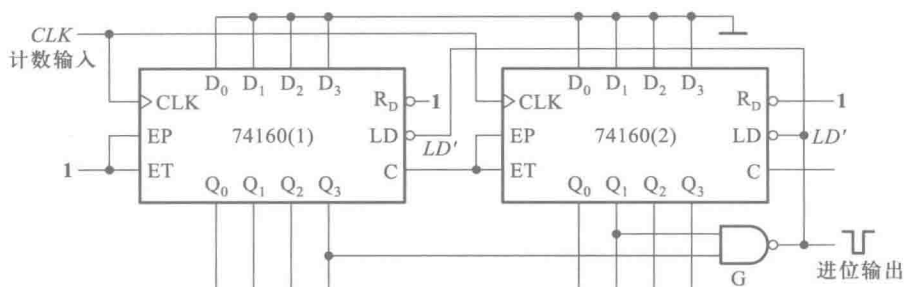 CLK
计数输入
D₀ D₁ D₂ D₃
CLK
R_D
1
EP
74160(1)
LD
LD'
1
ET
C
Q₀ Q₁ Q₂ Q₃
D₀ D₁ D₂ D₃
CLK
R_D
1
EP
74160(2)
LD
LD'
ET
C
Q₀ Q₁ Q₂ Q₃
G
进位输出